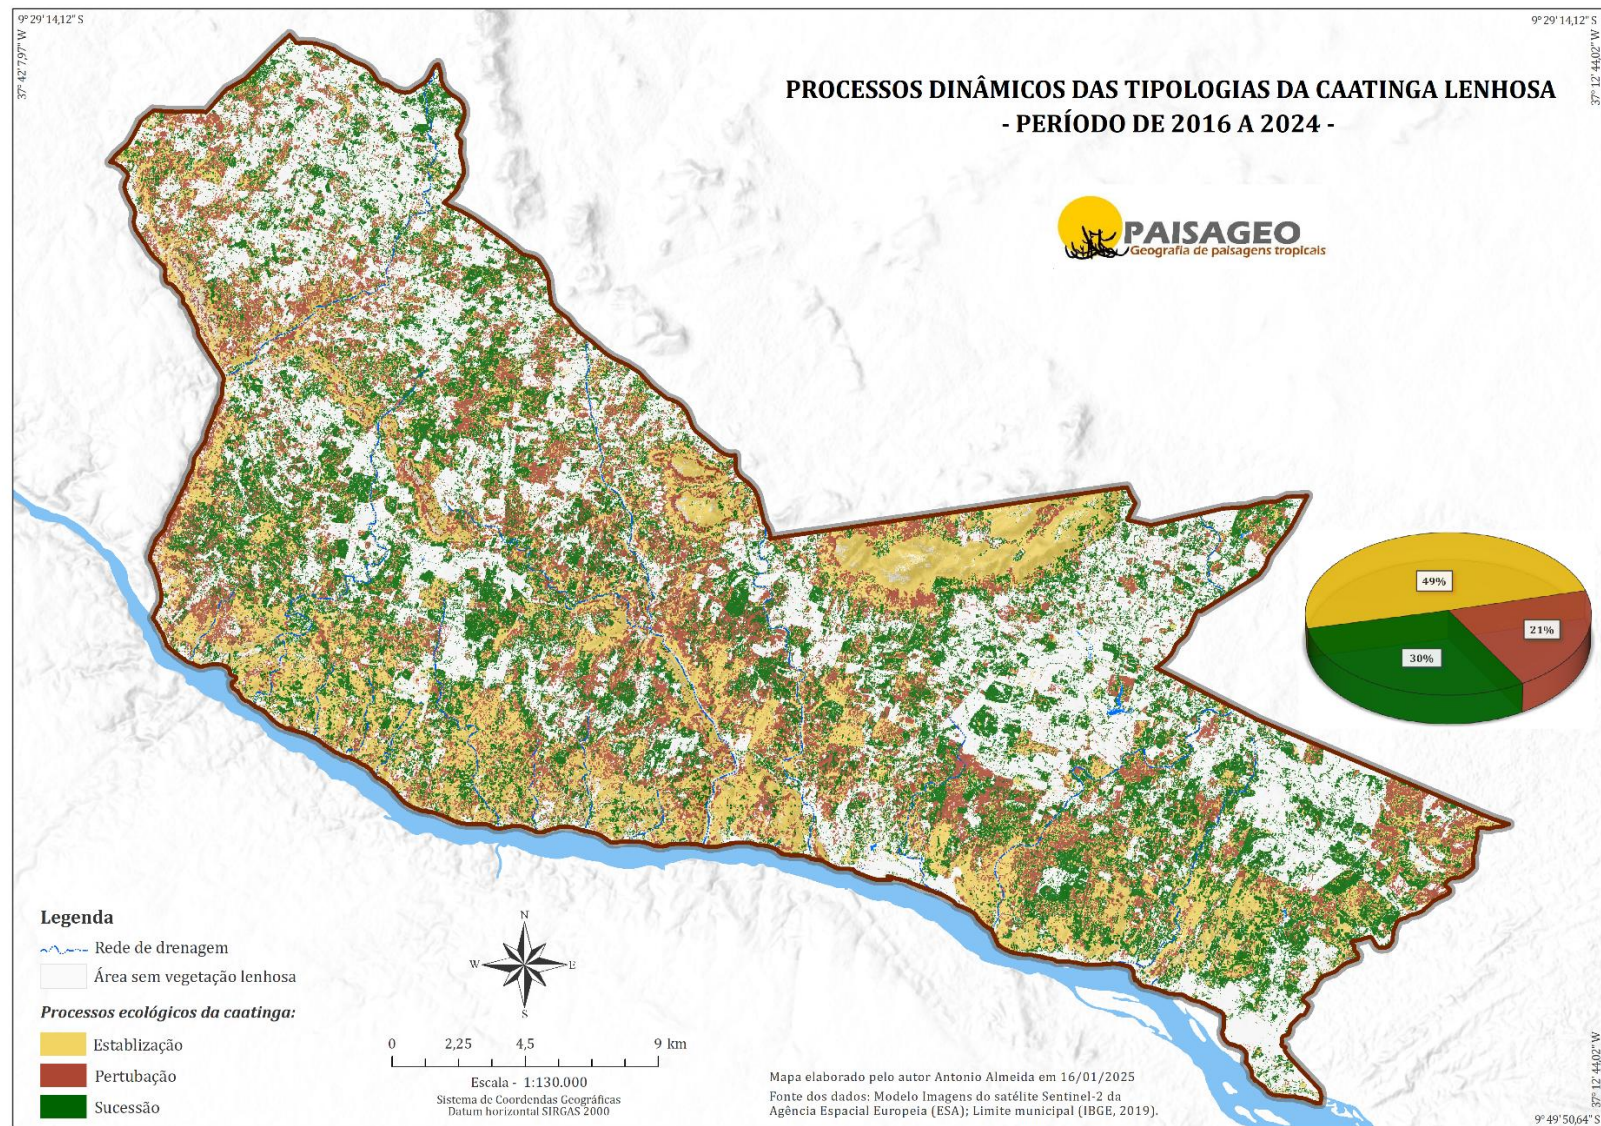 9° 29' 14,12" S
9° 29' 14,12" S
37° 42' 7,97" W
37° 12' 44,02" W
PROCESSOS DINÂMICOS DAS TIPOLOGIAS DA CAATINGA LENHOSA
- PERÍODO DE 2016 A 2024 -
PAISAGEO
Geografia de paisagens tropicais
49%
21%
30%
Legenda
Rede de drenagem
Área sem vegetação lenhosa
Processos ecológicos da caatinga:
Establização
Pertubação
Sucessão
N
W
E
S
0 2,25 4,5 9 km
Escala - 1:130.000
Sistema de Coordendas Geográficas
Datum horizontal SIRGAS 2000
Mapa elaborado pelo autor Antonio Almeida em 16/01/2025
Fonte dos dados: Modelo Imagens do satélite Sentinel-2 da
Agência Espacial Europeia (ESA); Limite municipal (IBGE, 2019).
37° 12' 44,02" W
9° 49' 50,64" S